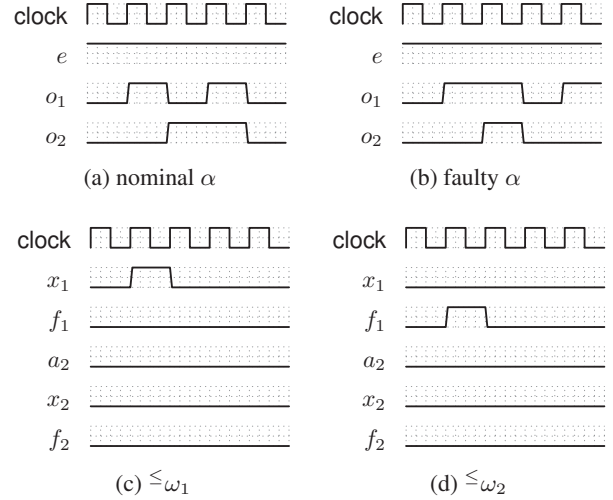 clock clock
e e
o₁ o₁
o₂ o₂
(a) nominal α (b) faulty α
clock clock
x₁ x₁
f₁ f₁
a₂ a₂
x₂ x₂
f₂ f₂
(c) ≤ω₁ (d) ≤ω₂